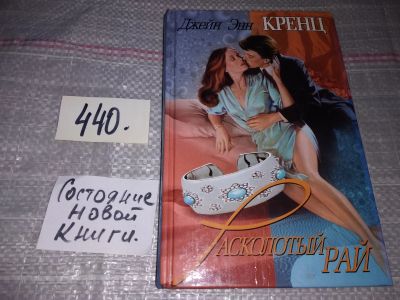 Джейн Энн КРЕНЦ
440.
Состояние
новой
книги.
РАСКОЛОТЫЙ
РАЙ